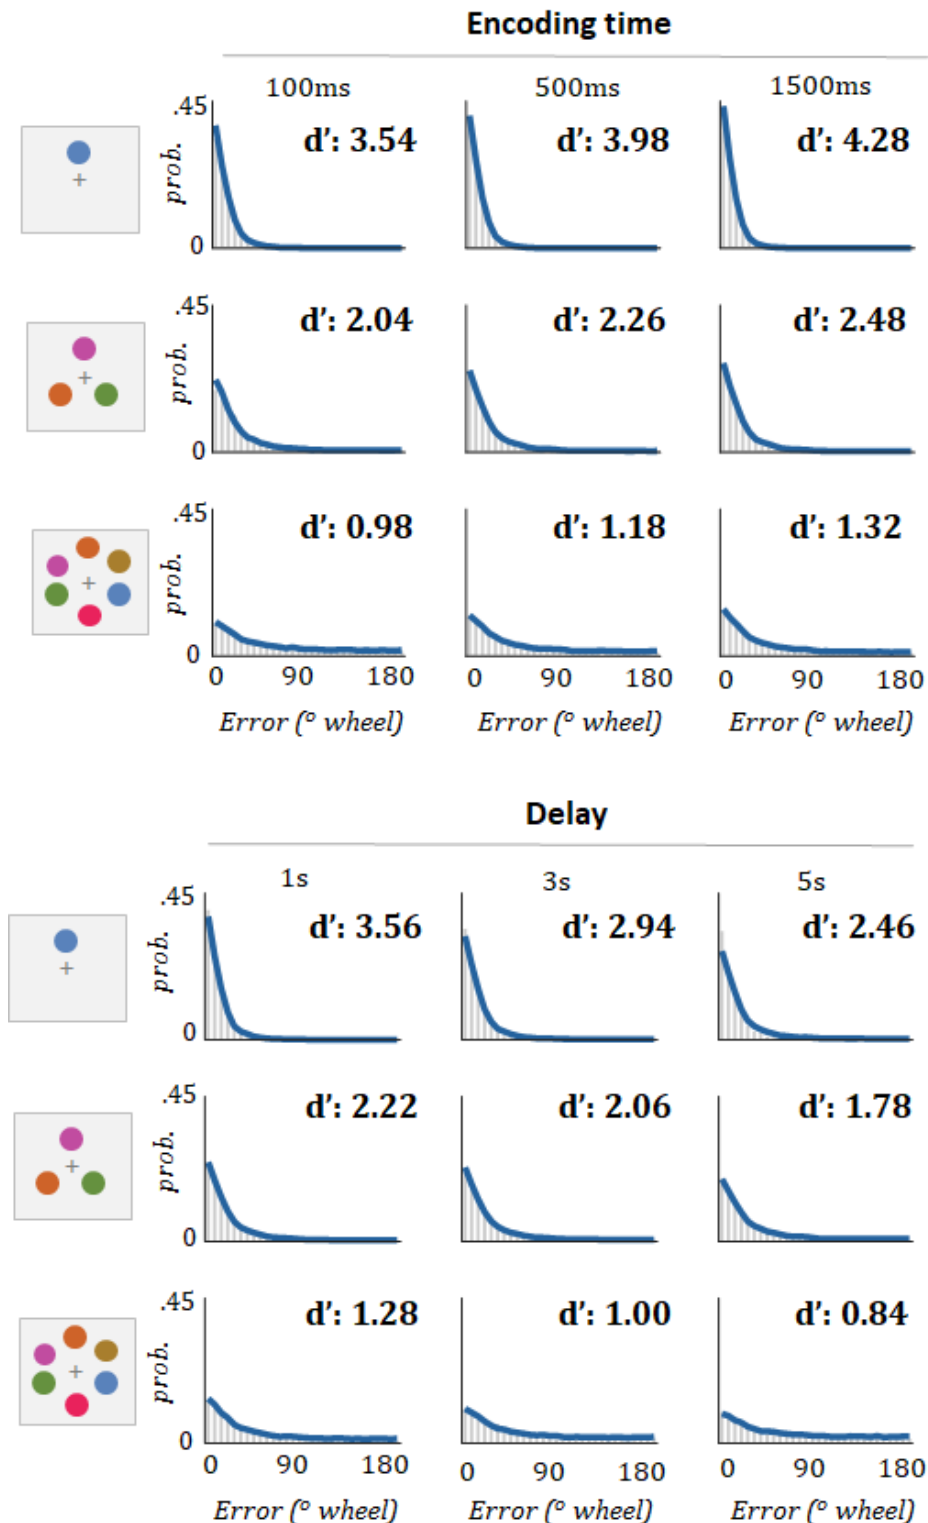 Encoding time
100ms 500ms 1500ms
.45 d′: 3.54 d′: 3.98 d′: 4.28
prob.
0
.45 d′: 2.04 d′: 2.26 d′: 2.48
prob.
0
.45 d′: 0.98 d′: 1.18 d′: 1.32
prob.
0
0 90 180 0 90 180 0 90 180
Error (° wheel) Error (° wheel) Error (° wheel)
Delay
1s 3s 5s
.45 d′: 3.56 d′: 2.94 d′: 2.46
prob.
0
.45 d′: 2.22 d′: 2.06 d′: 1.78
prob.
0
.45 d′: 1.28 d′: 1.00 d′: 0.84
prob.
0
0 90 180 0 90 180 0 90 180
Error (° wheel) Error (° wheel) Error (° wheel)